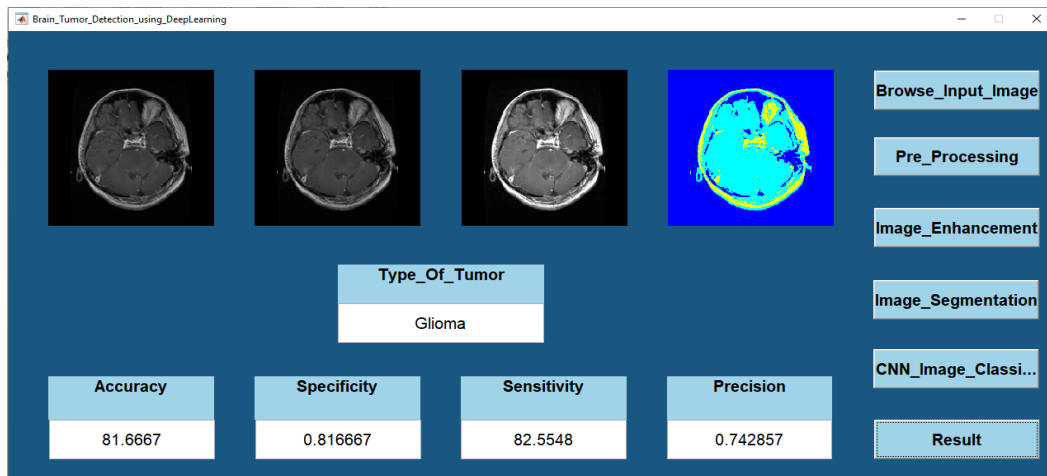 Brain_Tumor_Detection_using_DeepLearning
Browse_Input_Image
Pre_Processing
Image_Enhancement
Type_Of_Tumor
Glioma
Image_Segmentation
CNN_Image_Classi...
Accuracy
Specificity
Sensitivity
Precision
81.6667
0.816667
82.5548
0.742857
Result